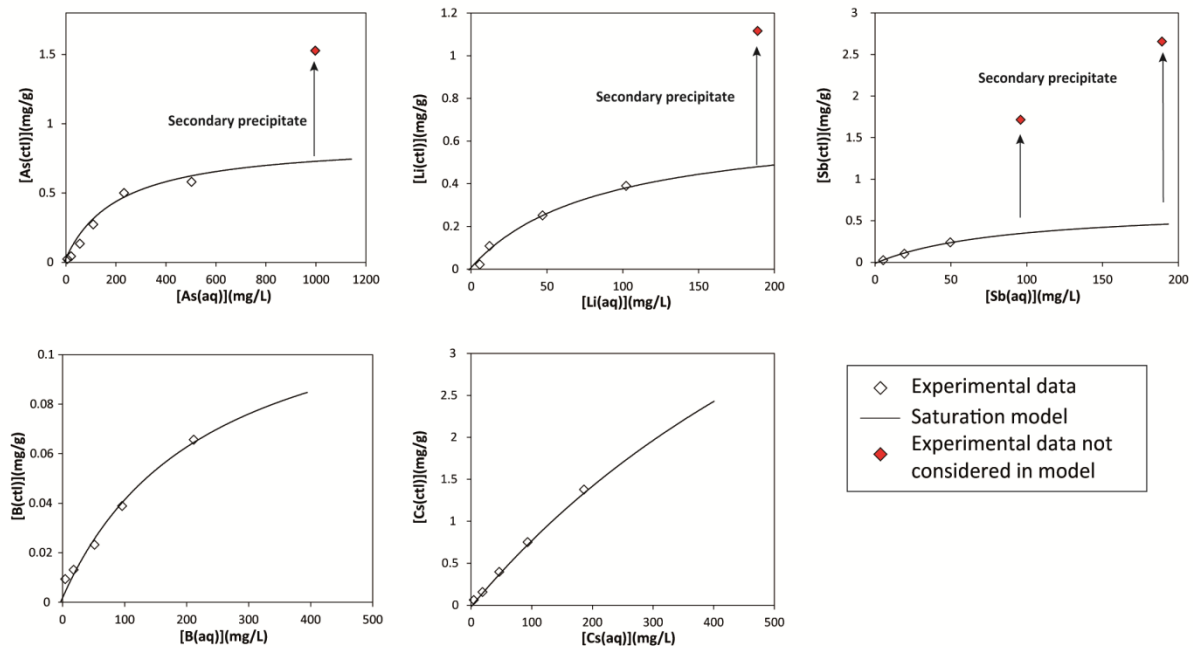 [As(ctl)](mg/g)
1.5
1
0.5
0
Secondary precipitate
0 200 400 600 800 1000 1200 1400
[As(aq)](mg/L)
[Li(ctl)](mg/g)
1.2
1.0
0.8
0.6
0.4
0.2
0
Secondary precipitate
0 50 100 150 200
[Li(aq)](mg/L)
[Sb(ctl)](mg/g)
3
2.5
2
1.5
1
0.5
0
Secondary precipitate
0 50 100 150 200
[Sb(aq)](mg/L)
[B(ctl)](mg/g)
0.1
0.08
0.06
0.04
0.02
0
0 100 200 300 400 500
[B(aq)](mg/L)
[Cs(ctl)](mg/g)
3
2.5
2
1.5
1
0.5
0
0 100 200 300 400 500
[Cs(aq)](mg/L)
Experimental data
Saturation model
Experimental data not
considered in model